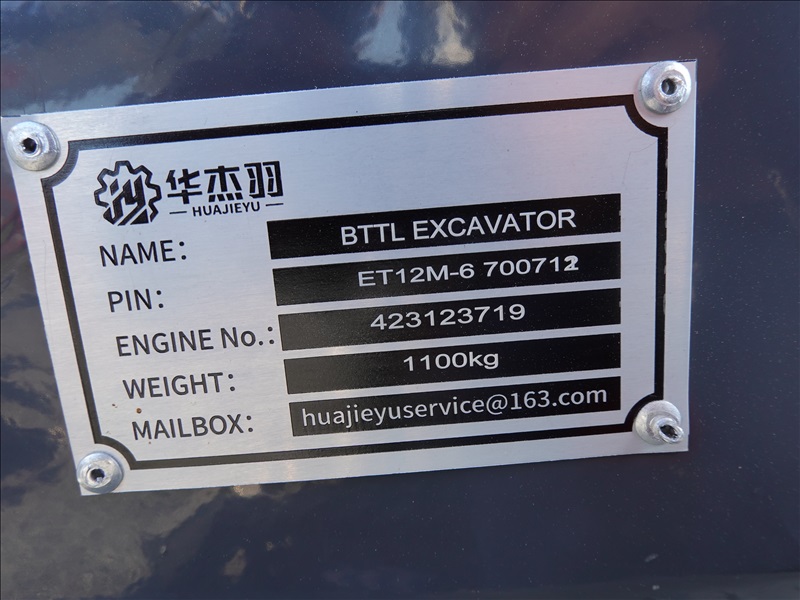 华杰羽
HUAJIEYU
NAME: BTTL EXCAVATOR
PIN: ET12M-6 700712
ENGINE No.: 423123719
WEIGHT: 1100kg
MAILBOX: huajieyuservice@163.com